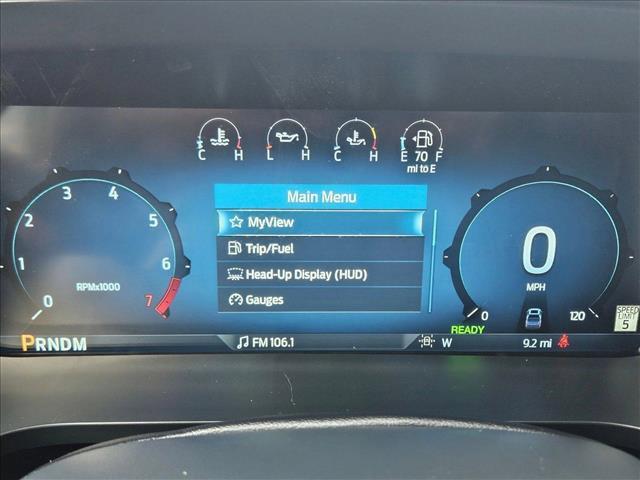 C H L H C H E 70 F
mi to E
Main Menu
MyView
Trip/Fuel
Head-Up Display (HUD)
Gauges
0 1 2 3 4 5 6 7
RPMx1000
0
MPH
0 120
READY
SPEED
LIMIT
5
PRNDM
FM 106.1
W
9.2 mi